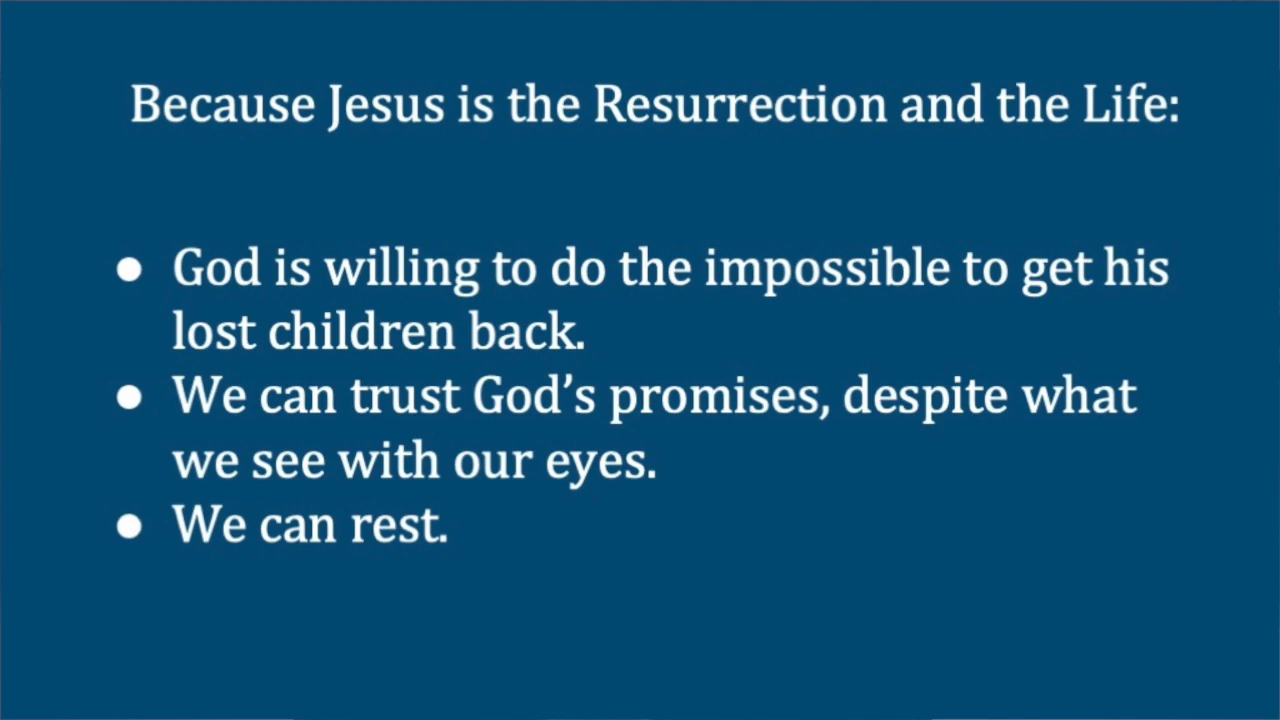 Because Jesus is the Resurrection and the Life:
● God is willing to do the impossible to get his
lost children back.
● We can trust God’s promises, despite what
we see with our eyes.
● We can rest.